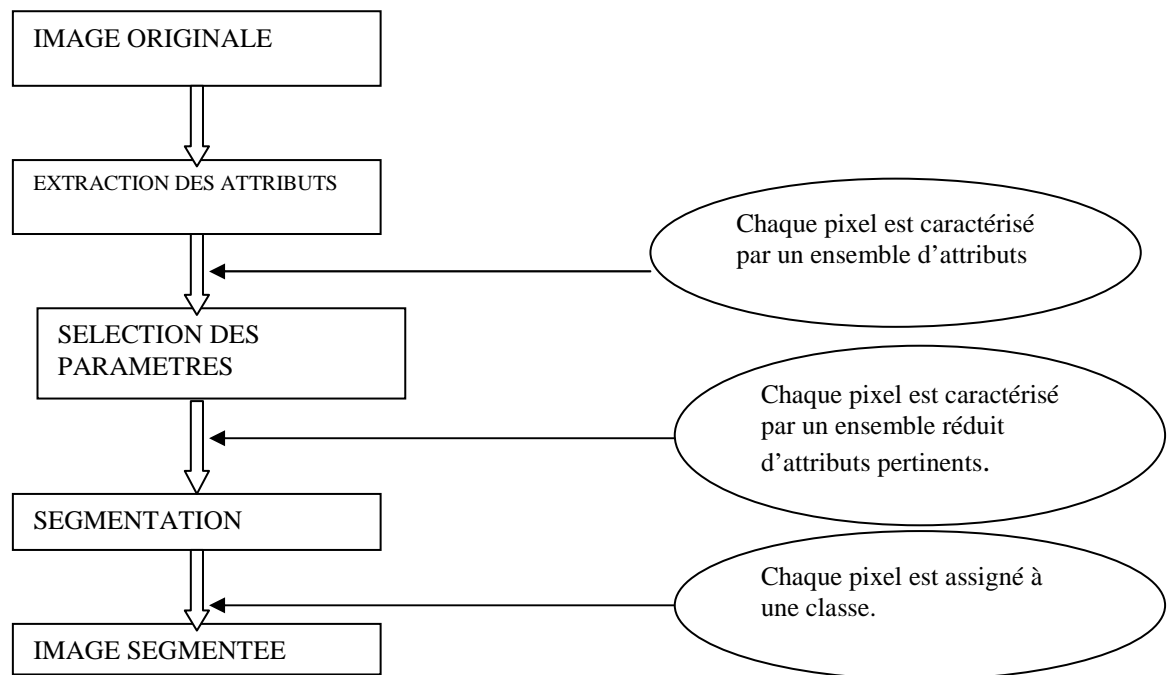 IMAGE ORIGINALE
EXTRACTION DES ATTRIBUTS
Chaque pixel est caractérisé
par un ensemble d’attributs
SELECTION DES
PARAMETRES
Chaque pixel est caractérisé
par un ensemble réduit
d’attributs pertinents.
SEGMENTATION
Chaque pixel est assigné à
une classe.
IMAGE SEGMENTEE